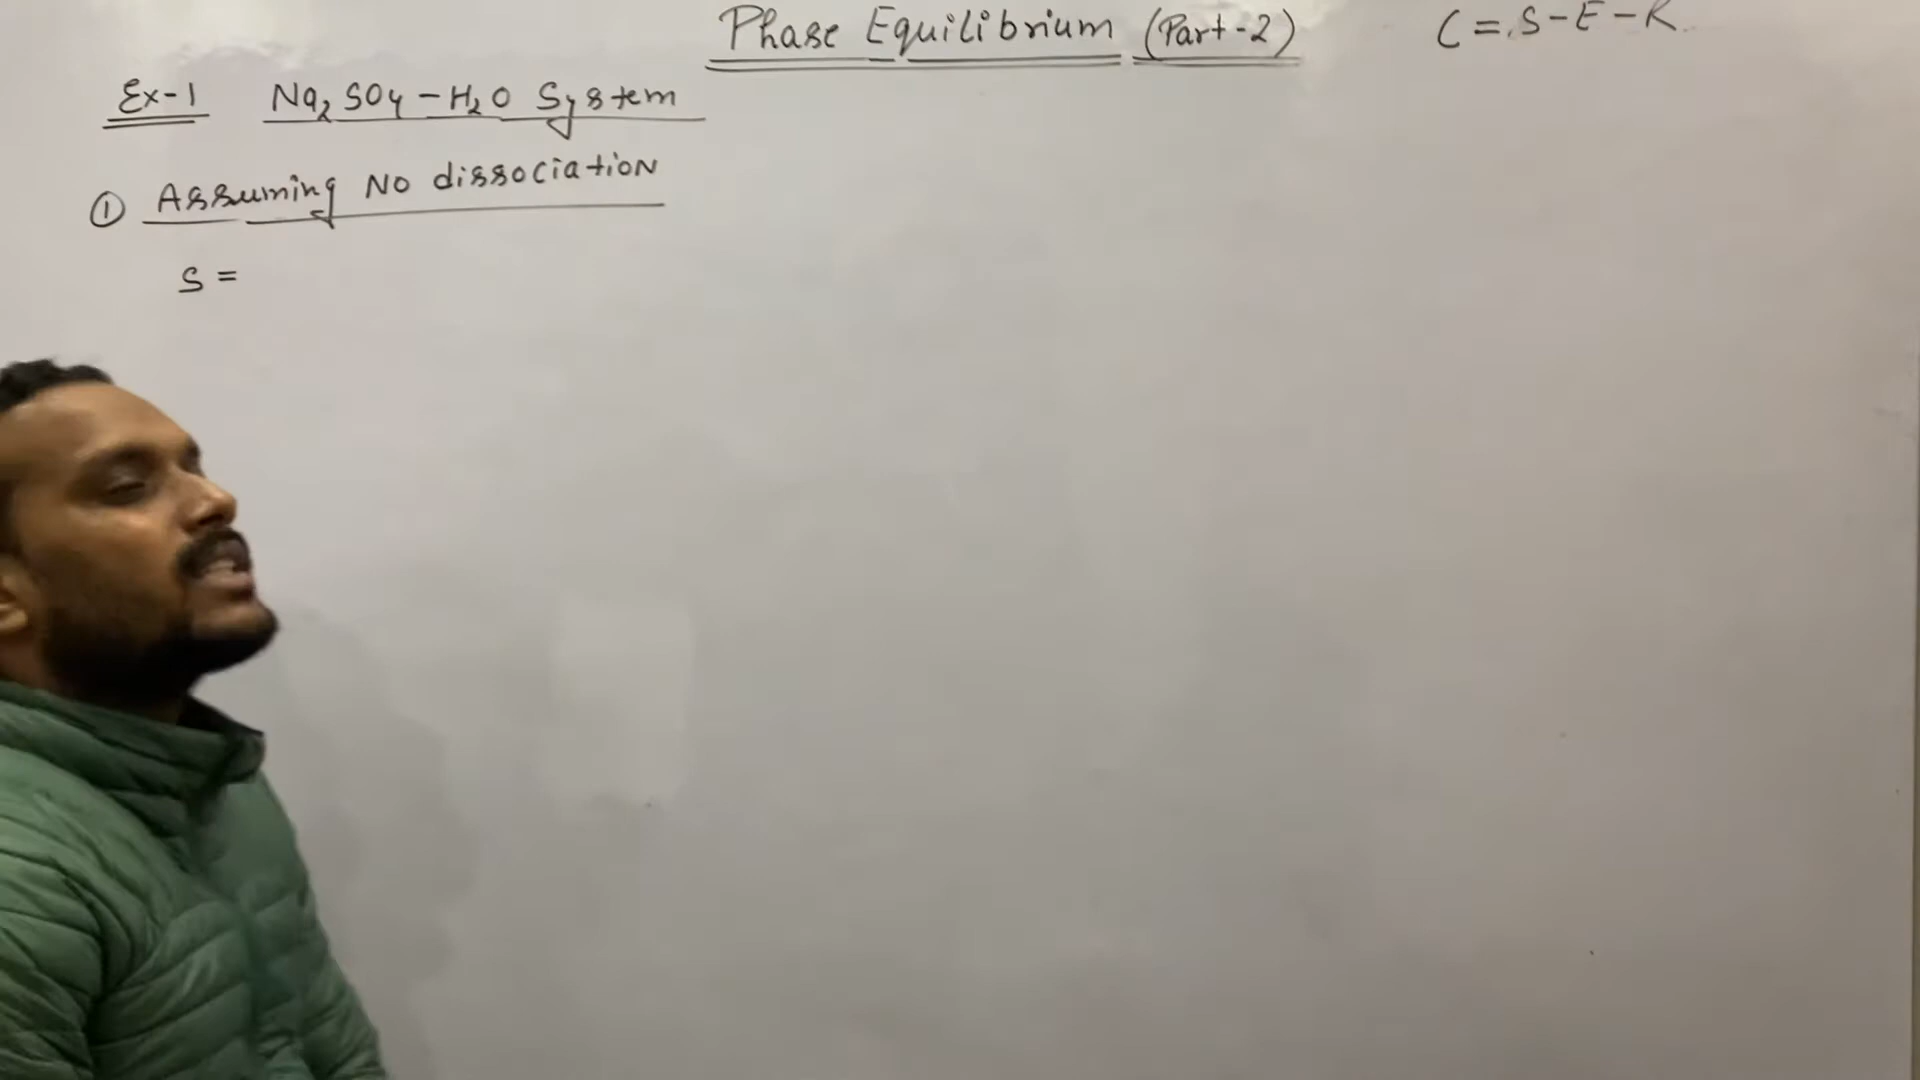 Phase Equilibrium (Part-2)
C = S - E - R
Ex-1 Na₂SO₄ - H₂O System
① Assuming No dissociation
S =